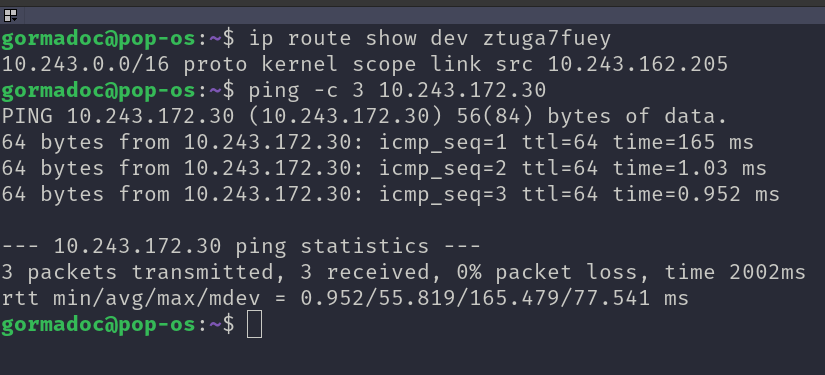 gormadoc@pop-os:~$ ip route show dev ztuga7fuey
10.243.0.0/16 proto kernel scope link src 10.243.162.205
gormadoc@pop-os:~$ ping -c 3 10.243.172.30
PING 10.243.172.30 (10.243.172.30) 56(84) bytes of data.
64 bytes from 10.243.172.30: icmp_seq=1 ttl=64 time=165 ms
64 bytes from 10.243.172.30: icmp_seq=2 ttl=64 time=1.03 ms
64 bytes from 10.243.172.30: icmp_seq=3 ttl=64 time=0.952 ms

--- 10.243.172.30 ping statistics ---
3 packets transmitted, 3 received, 0% packet loss, time 2002ms
rtt min/avg/max/mdev = 0.952/55.819/165.479/77.541 ms
gormadoc@pop-os:~$